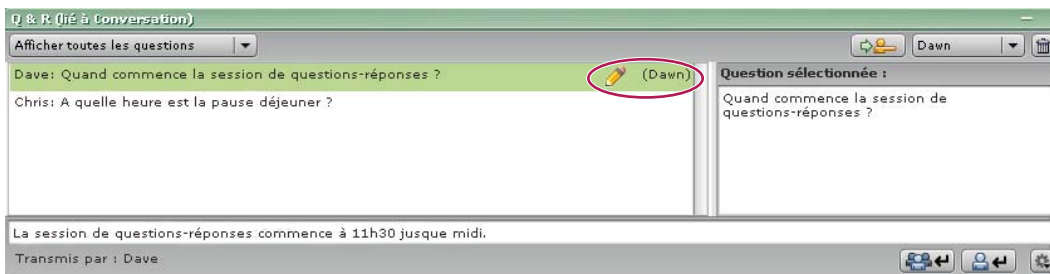 Q & R (lié à Conversation)
Afficher toutes les questions
Dawn
Dave: Quand commence la session de questions-réponses ?
(Dawn)
Chris: A quelle heure est la pause déjeuner ?
Question sélectionnée :
Quand commence la session de
questions-réponses ?
La session de questions-réponses commence à 11h30 jusque midi.
Transmis par : Dave